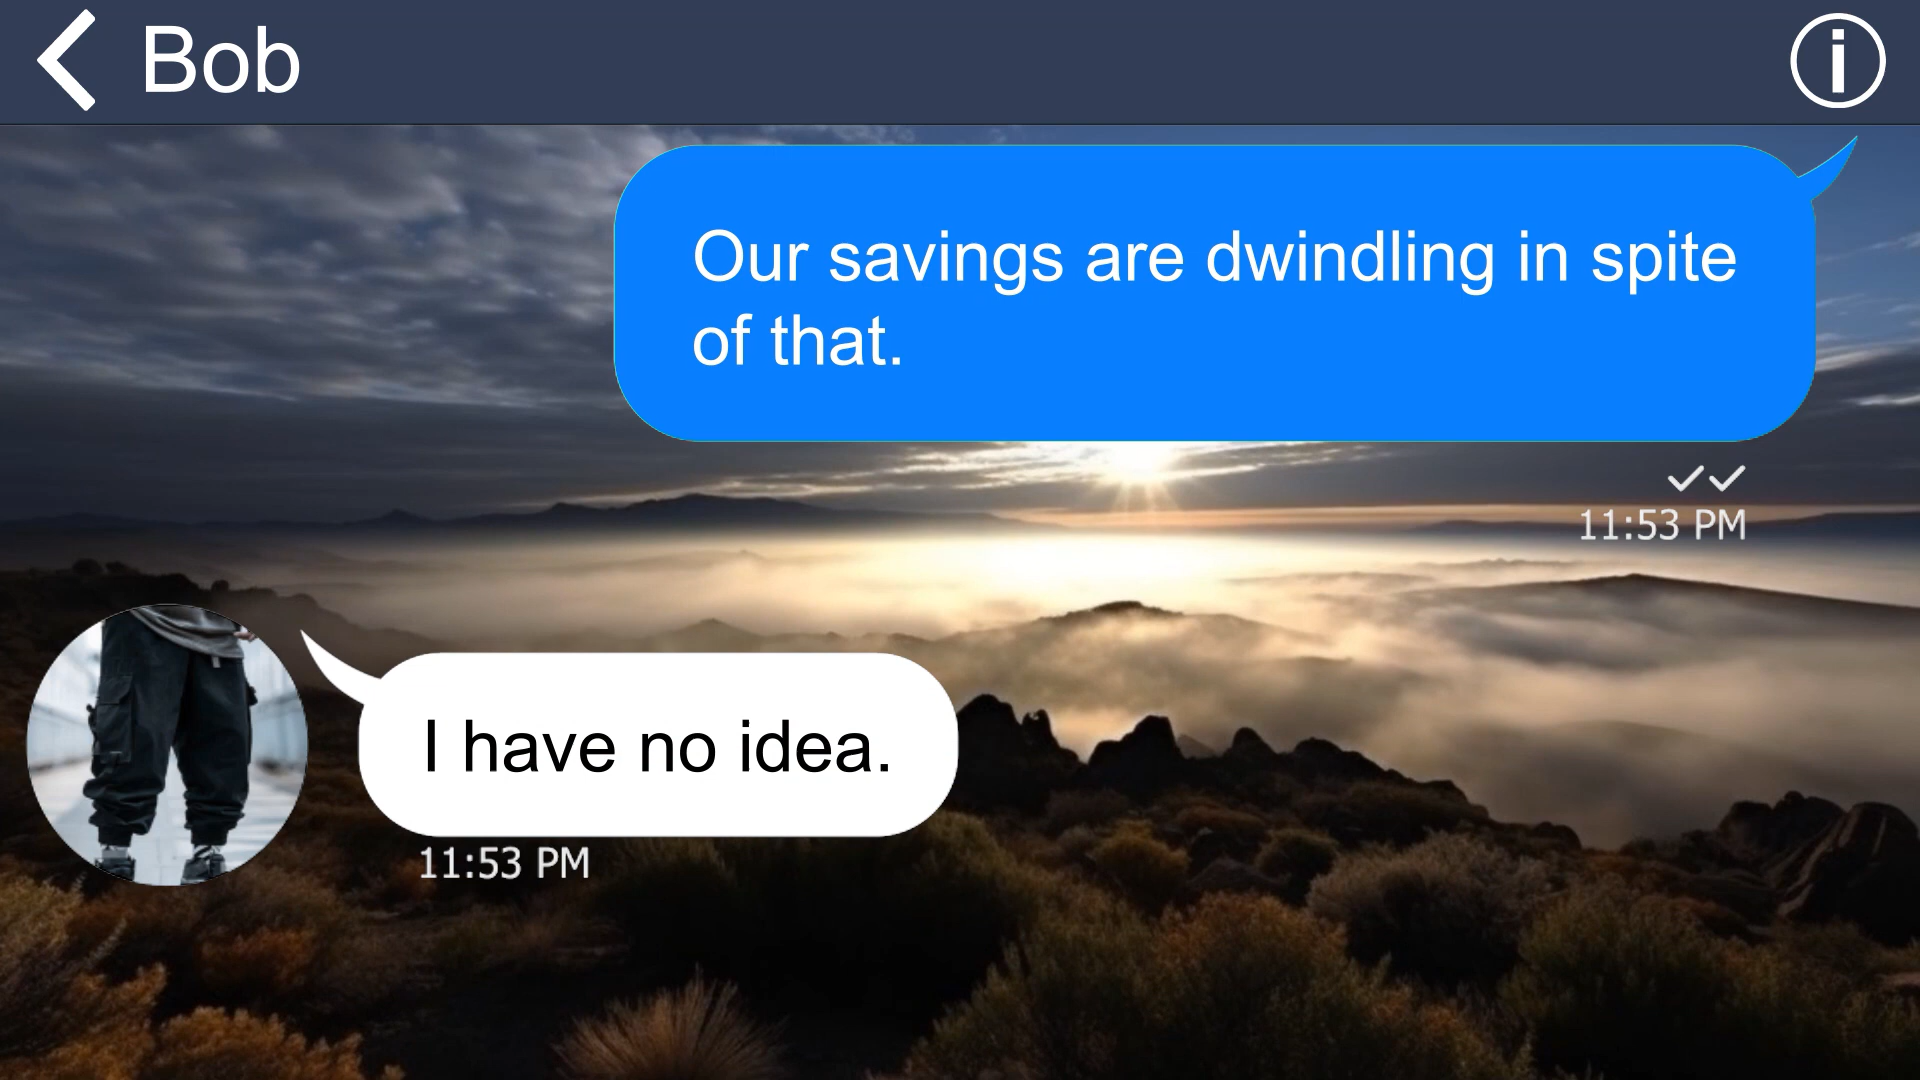 Bob
Our savings are dwindling in spite
of that.
11:53 PM
I have no idea.
11:53 PM